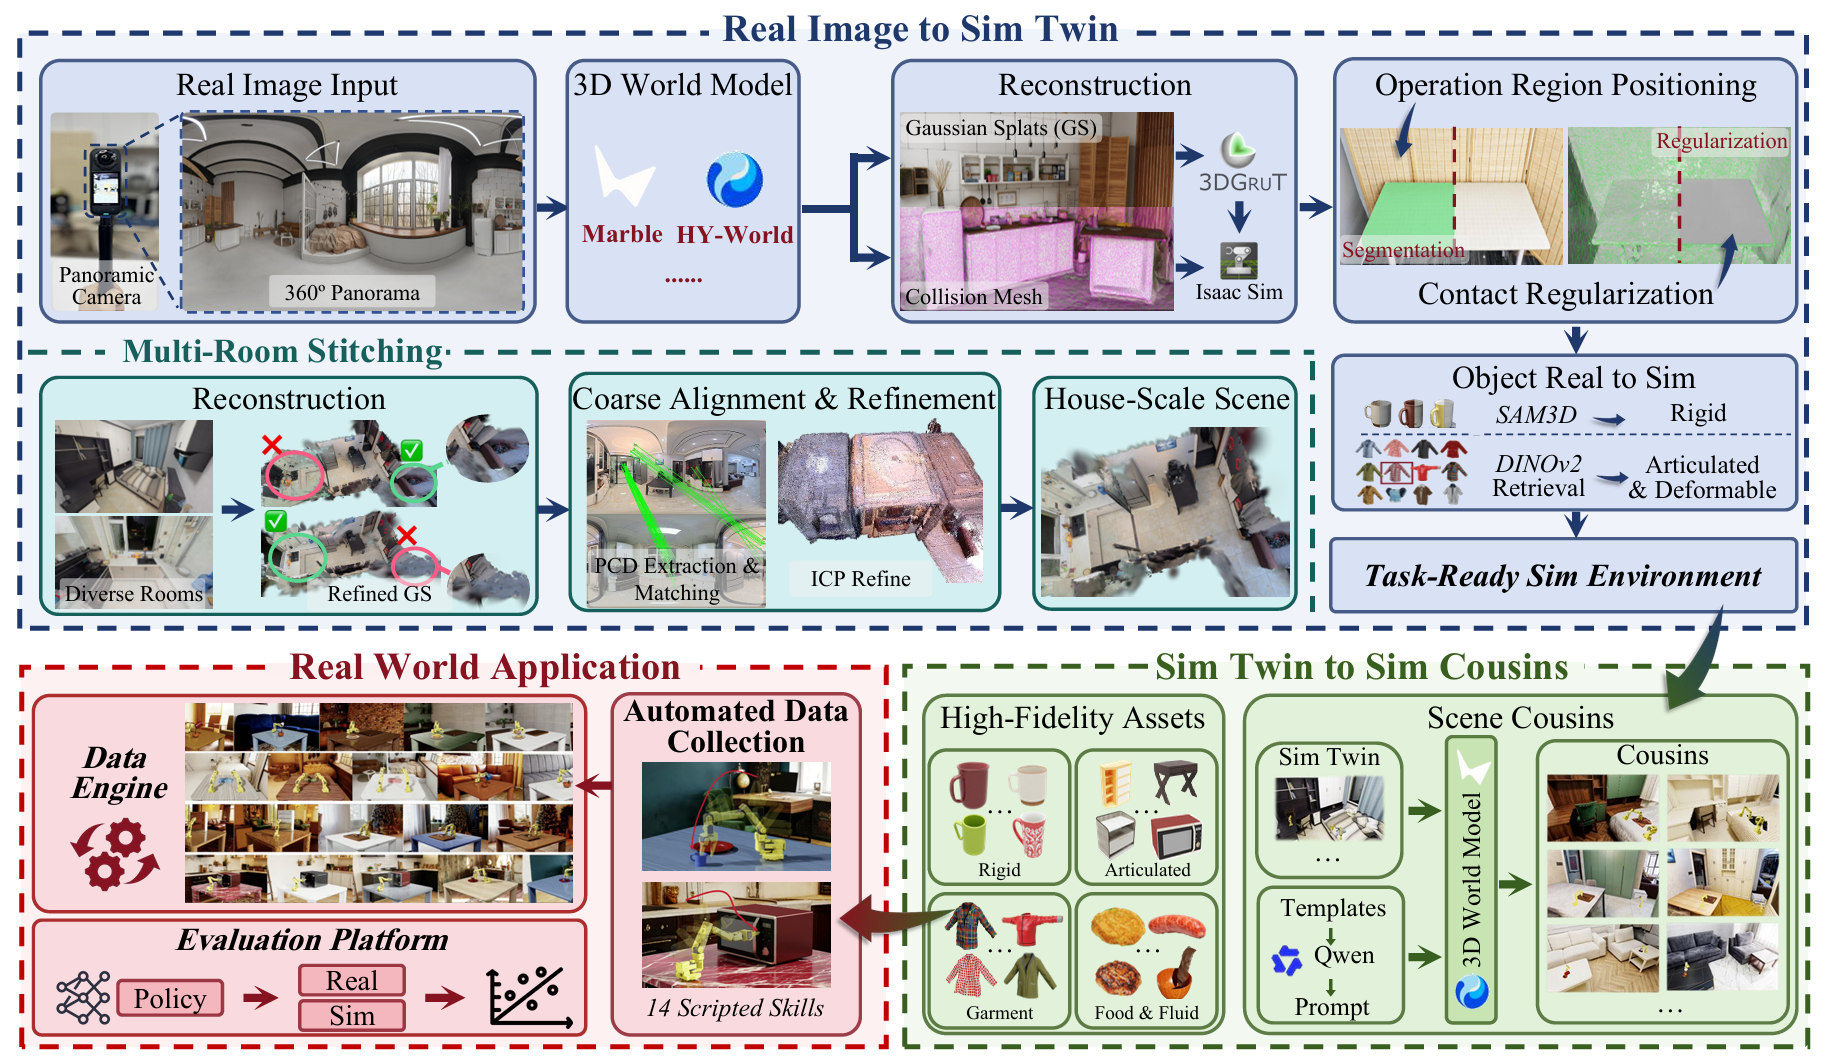 Real Image to Sim Twin
Real Image Input
Panoramic
Camera
360° Panorama
3D World Model
Marble HY-World
......
Reconstruction
Gaussian Splats (GS)
Collision Mesh
3DGRUT
Isaac Sim
Operation Region Positioning
Segmentation
Regularization
Contact Regularization
Object Real to Sim
SAM3D
Rigid
DINOv2
Retrieval
Articulated
& Deformable
Task-Ready Sim Environment
Multi-Room Stitching
Reconstruction
Diverse Rooms
Refined GS
Coarse Alignment & Refinement
PCD Extraction &
Matching
ICP Refine
House-Scale Scene
Real World Application
Data
Engine
Evaluation Platform
Policy
Real
Sim
Automated Data
Collection
14 Scripted Skills
Sim Twin to Sim Cousins
High-Fidelity Assets
...
Rigid
...
Articulated
...
Garment
...
Food & Fluid
Scene Cousins
Sim Twin
...
Templates
Qwen
Prompt
3D World Model
Cousins
...